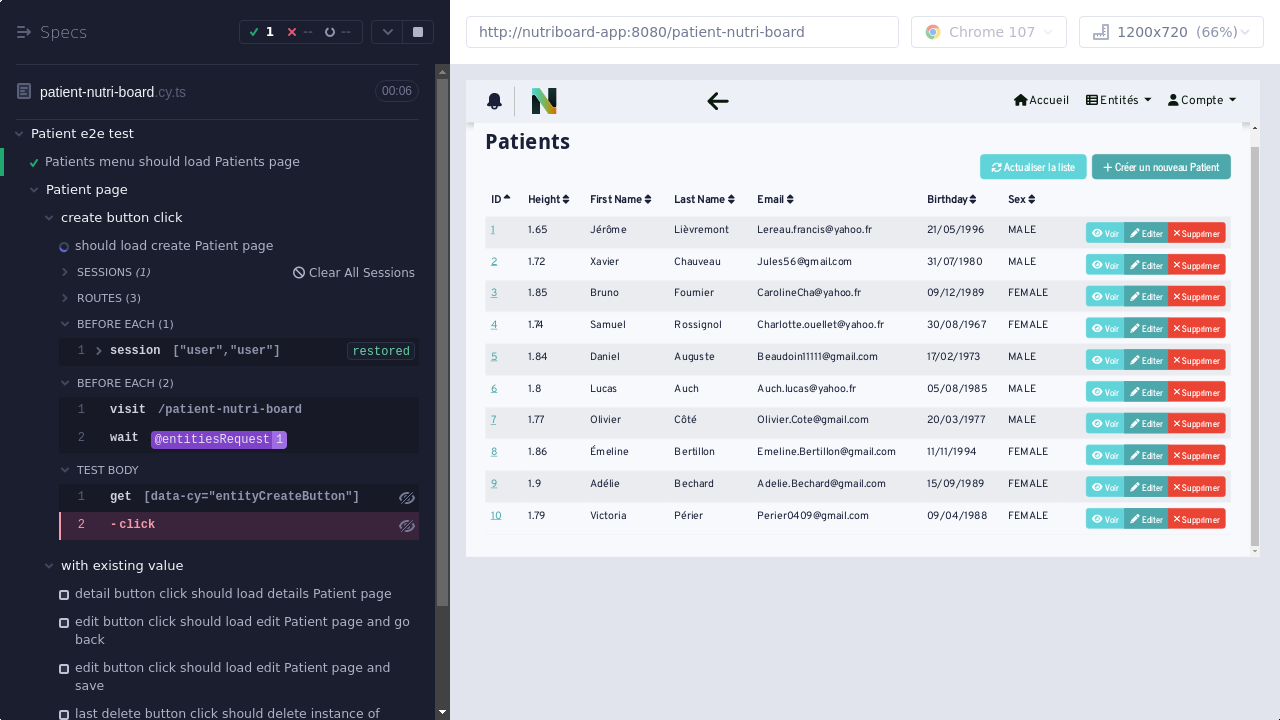 Specs
1
--
--
patient-nutri-board.cy.ts
00:06
Patient e2e test
Patients menu should load Patients page
Patient page
create button click
should load create Patient page
SESSIONS (1)
Clear All Sessions
ROUTES (3)
BEFORE EACH (1)
1 session ["user","user"] restored
BEFORE EACH (2)
1 visit /patient-nutri-board
2 wait @entitiesRequest 1
TEST BODY
1 get [data-cy="entityCreateButton"]
2 -click
with existing value
detail button click should load details Patient page
edit button click should load edit Patient page and go
back
edit button click should load edit Patient page and
save
last delete button click should delete instance of
http://nutriboard-app:8080/patient-nutri-board
Chrome 107
1200x720 (66%)
N
Accueil
Entités
Compte
Patients
Actualiser la liste
Créer un nouveau Patient
ID Height First Name Last Name Email Birthday Sex
1 1.65 Jérôme Lièvremont Lereau.francis@yahoo.fr 21/05/1996 MALE Voir Editer Supprimer
2 1.72 Xavier Chauveau Jules56@gmail.com 31/07/1980 MALE Voir Editer Supprimer
3 1.85 Bruno Fournier CarolineCha@yahoo.fr 09/12/1989 FEMALE Voir Editer Supprimer
4 1.74 Samuel Rossignol Charlotte.ouellet@yahoo.fr 30/08/1967 FEMALE Voir Editer Supprimer
5 1.84 Daniel Auguste Beaudoin11111@gmail.com 17/02/1973 MALE Voir Editer Supprimer
6 1.8 Lucas Auch Auch.lucas@yahoo.fr 05/08/1985 MALE Voir Editer Supprimer
7 1.77 Olivier Côté Olivier.Cote@gmail.com 20/03/1977 MALE Voir Editer Supprimer
8 1.86 Émeline Bertillon Emeline.Bertillon@gmail.com 11/11/1994 FEMALE Voir Editer Supprimer
9 1.9 Adélie Bechard Adelie.Bechard@gmail.com 15/09/1989 FEMALE Voir Editer Supprimer
10 1.79 Victoria Périer Perier0409@gmail.com 09/04/1988 FEMALE Voir Editer Supprimer